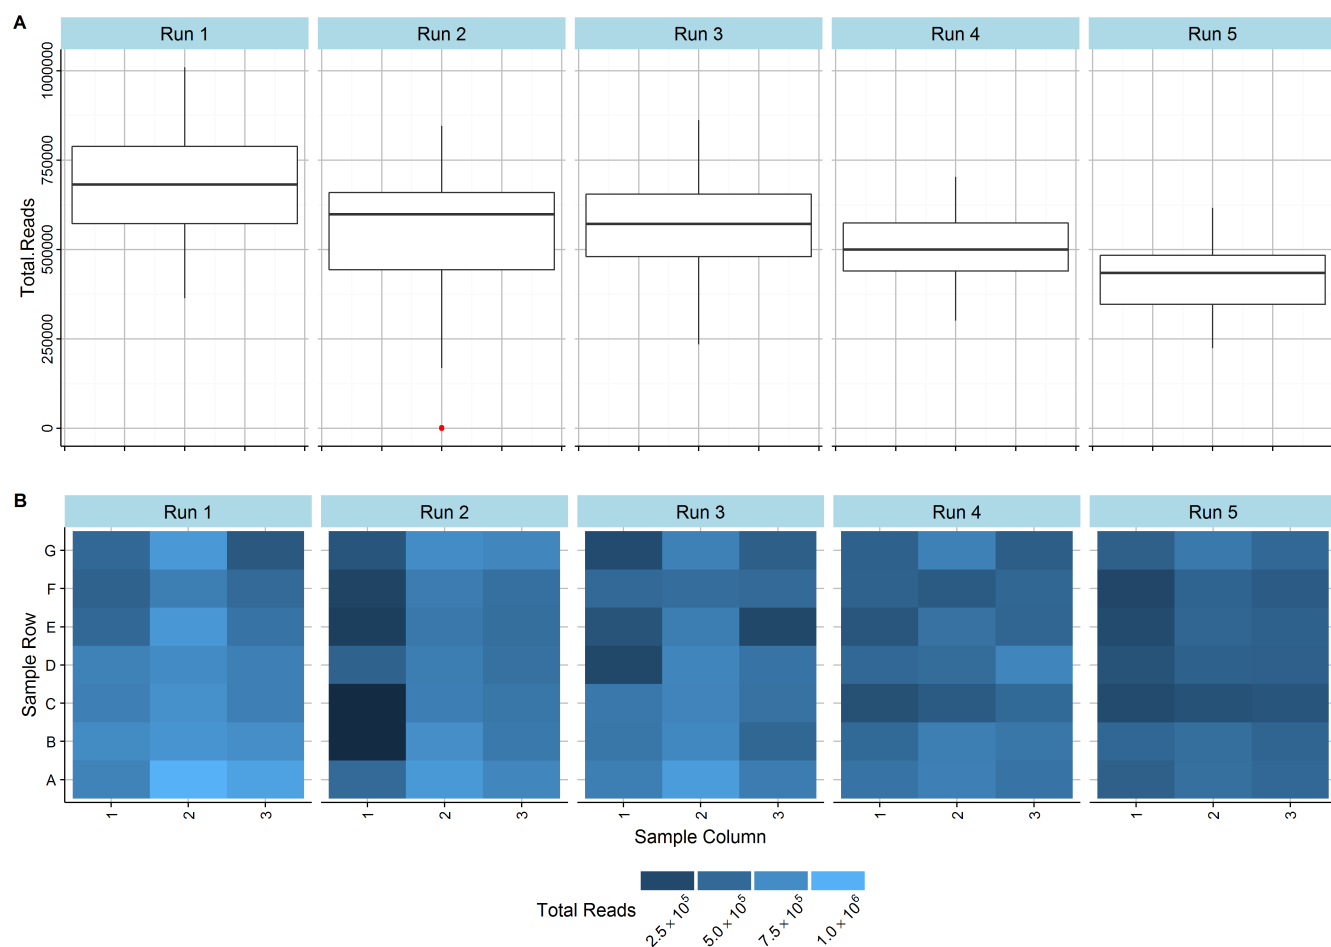 A
Run 1 Run 2 Run 3 Run 4 Run 5
Total.Reads
1000000
750000
500000
250000
0
B
Run 1 Run 2 Run 3 Run 4 Run 5
Sample Row
G
F
E
D
C
B
A
1 2 3 1 2 3 1 2 3 1 2 3 1 2 3
Sample Column
Total Reads
2.5 × 10⁵ 5.0 × 10⁵ 7.5 × 10⁵ 1.0 × 10⁶